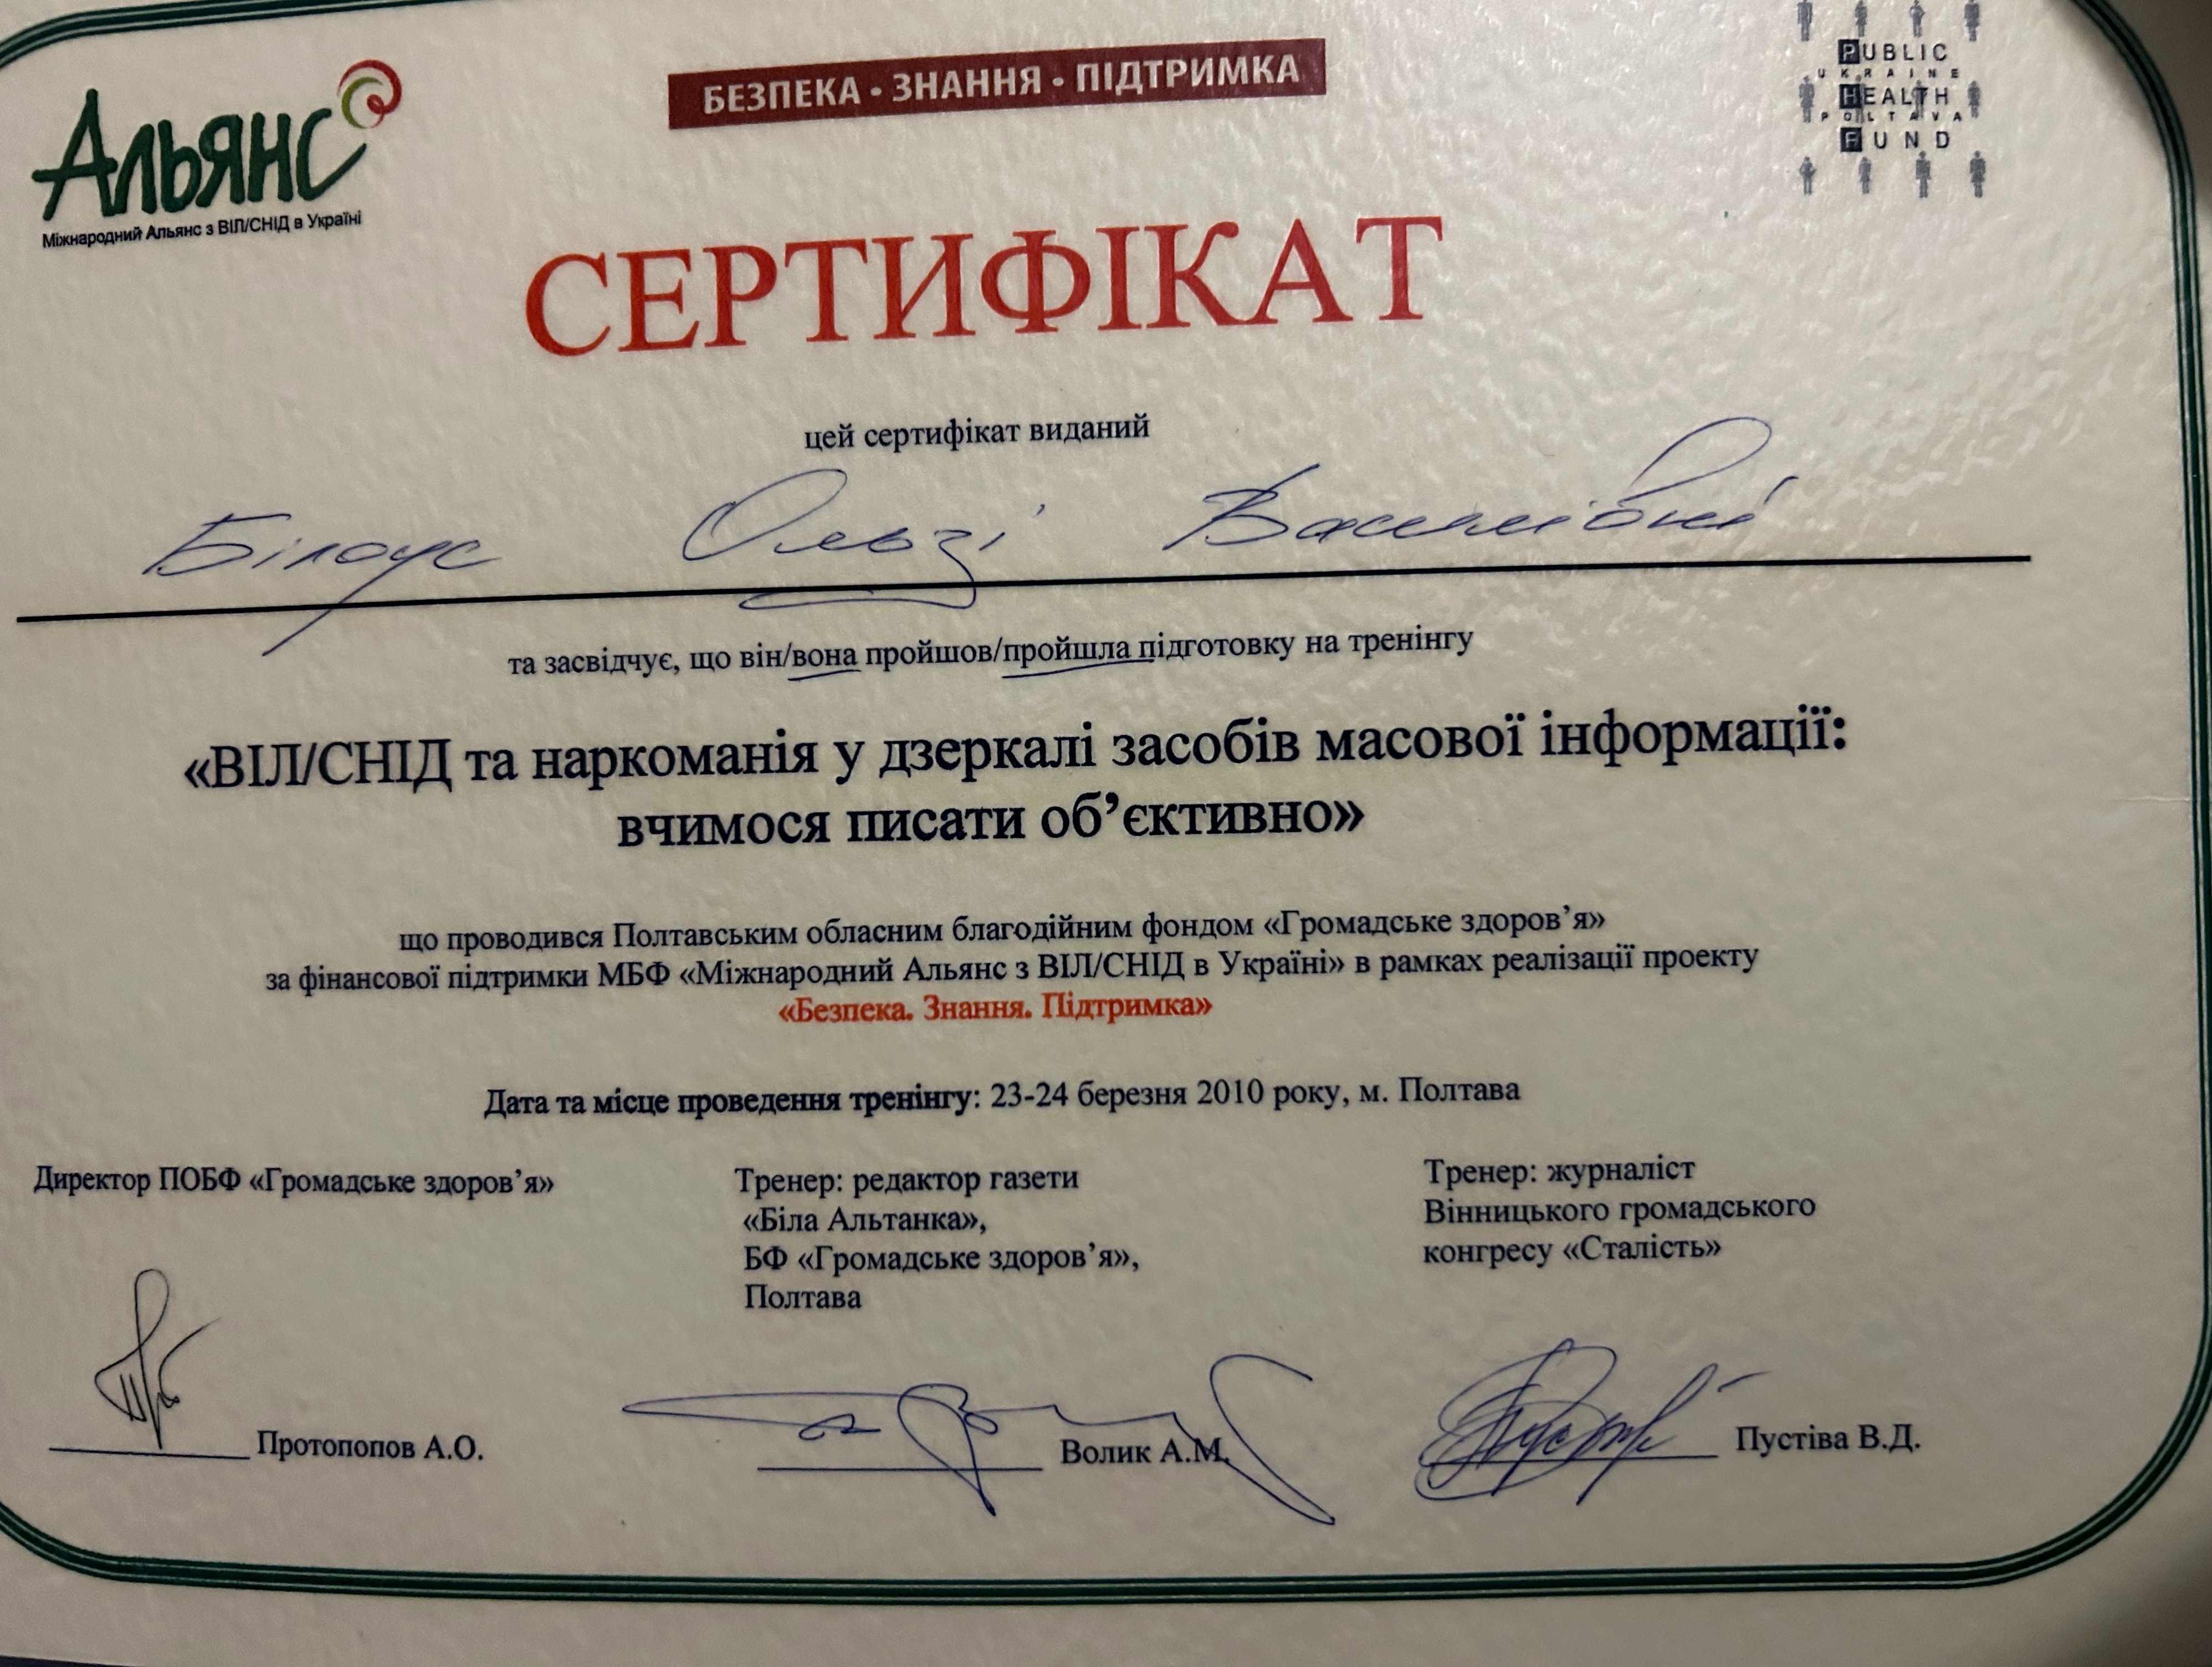 Альянс
Міжнародний Альянс з ВІЛ/СНІД в Україні
БЕЗПЕКА • ЗНАННЯ • ПІДТРИМКА
PUBLIC
UKRAINE
HEALTH
POLTAVA
FUND
СЕРТИФІКАТ
цей сертифікат виданий
Білоус Ользі Василівні
та засвідчує, що він/вона пройшов/пройшла підготовку на тренінгу
«ВІЛ/СНІД та наркоманія у дзеркалі засобів масової інформації:
вчимося писати об’єктивно»
що проводився Полтавським обласним благодійним фондом «Громадське здоров’я»
за фінансової підтримки МБФ «Міжнародний Альянс з ВІЛ/СНІД в Україні» в рамках реалізації проекту
«Безпека. Знання. Підтримка»
Дата та місце проведення тренінгу: 23-24 березня 2010 року, м. Полтава
Директор ПОБФ «Громадське здоров’я»
Протопопов А.О.
Тренер: редактор газети
«Біла Альтанка»,
БФ «Громадське здоров’я»,
Полтава
Волик А.М.
Тренер: журналіст
Вінницького громадського
конгресу «Сталість»
Пустіва В.Д.